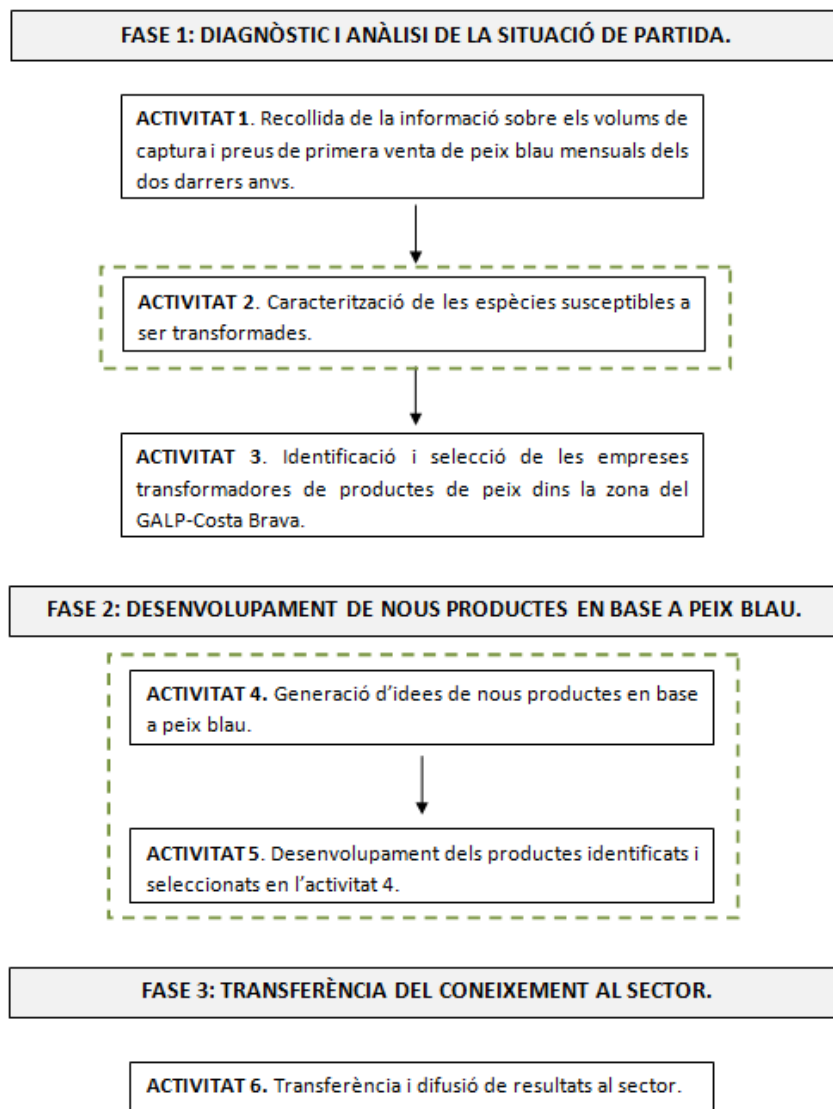 FASE 1: DIAGNÒSTIC I ANÀLISI DE LA SITUACIÓ DE PARTIDA.
ACTIVITAT 1. Recollida de la informació sobre els volums de
captura i preus de primera venta de peix blau mensuals dels
dos darrers anys.
ACTIVITAT 2. Caracterització de les espècies susceptibles a
ser transformades.
ACTIVITAT 3. Identificació i selecció de les empreses
transformadores de productes de peix dins la zona del
GALP-Costa Brava.
FASE 2: DESENVOLUPAMENT DE NOUS PRODUCTES EN BASE A PEIX BLAU.
ACTIVITAT 4. Generació d'idees de nous productes en base
a peix blau.
ACTIVITAT 5. Desenvolupament dels productes identificats i
seleccionats en l'activitat 4.
FASE 3: TRANSFERÈNCIA DEL CONEIXEMENT AL SECTOR.
ACTIVITAT 6. Transferència i difusió de resultats al sector.